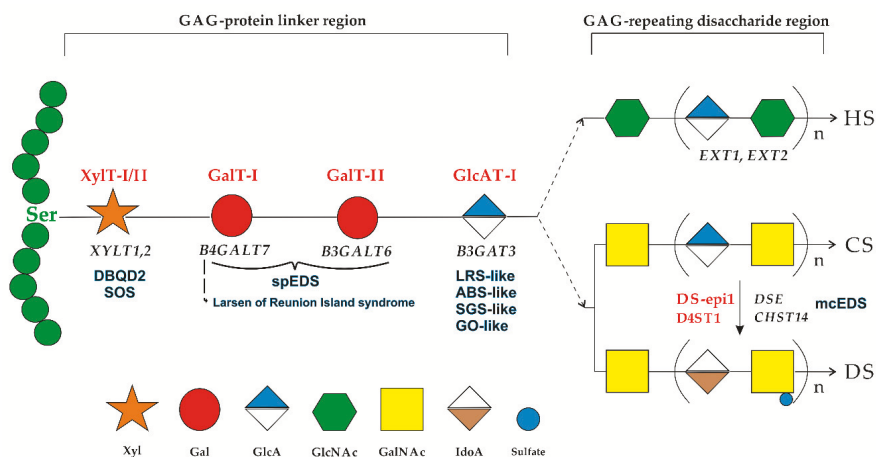 GAG-protein linker region
GAG-repeating disaccharide region
HS
n
EXT1, EXT2
XylT-I/II
GalT-I
GalT-II
GlcAT-I
Ser
XYLT1,2
B4GALT7
B3GALT6
B3GAT3
DBQD2
SOS
spEDS
Larsen of Reunion Island syndrome
LRS-like
ABS-like
SGS-like
GO-like
CS
n
DS-epi1
D4ST1
DSE
CHST14
mcEDS
DS
n
Xyl
Gal
GlcA
GlcNAc
GalNAc
IdoA
Sulfate